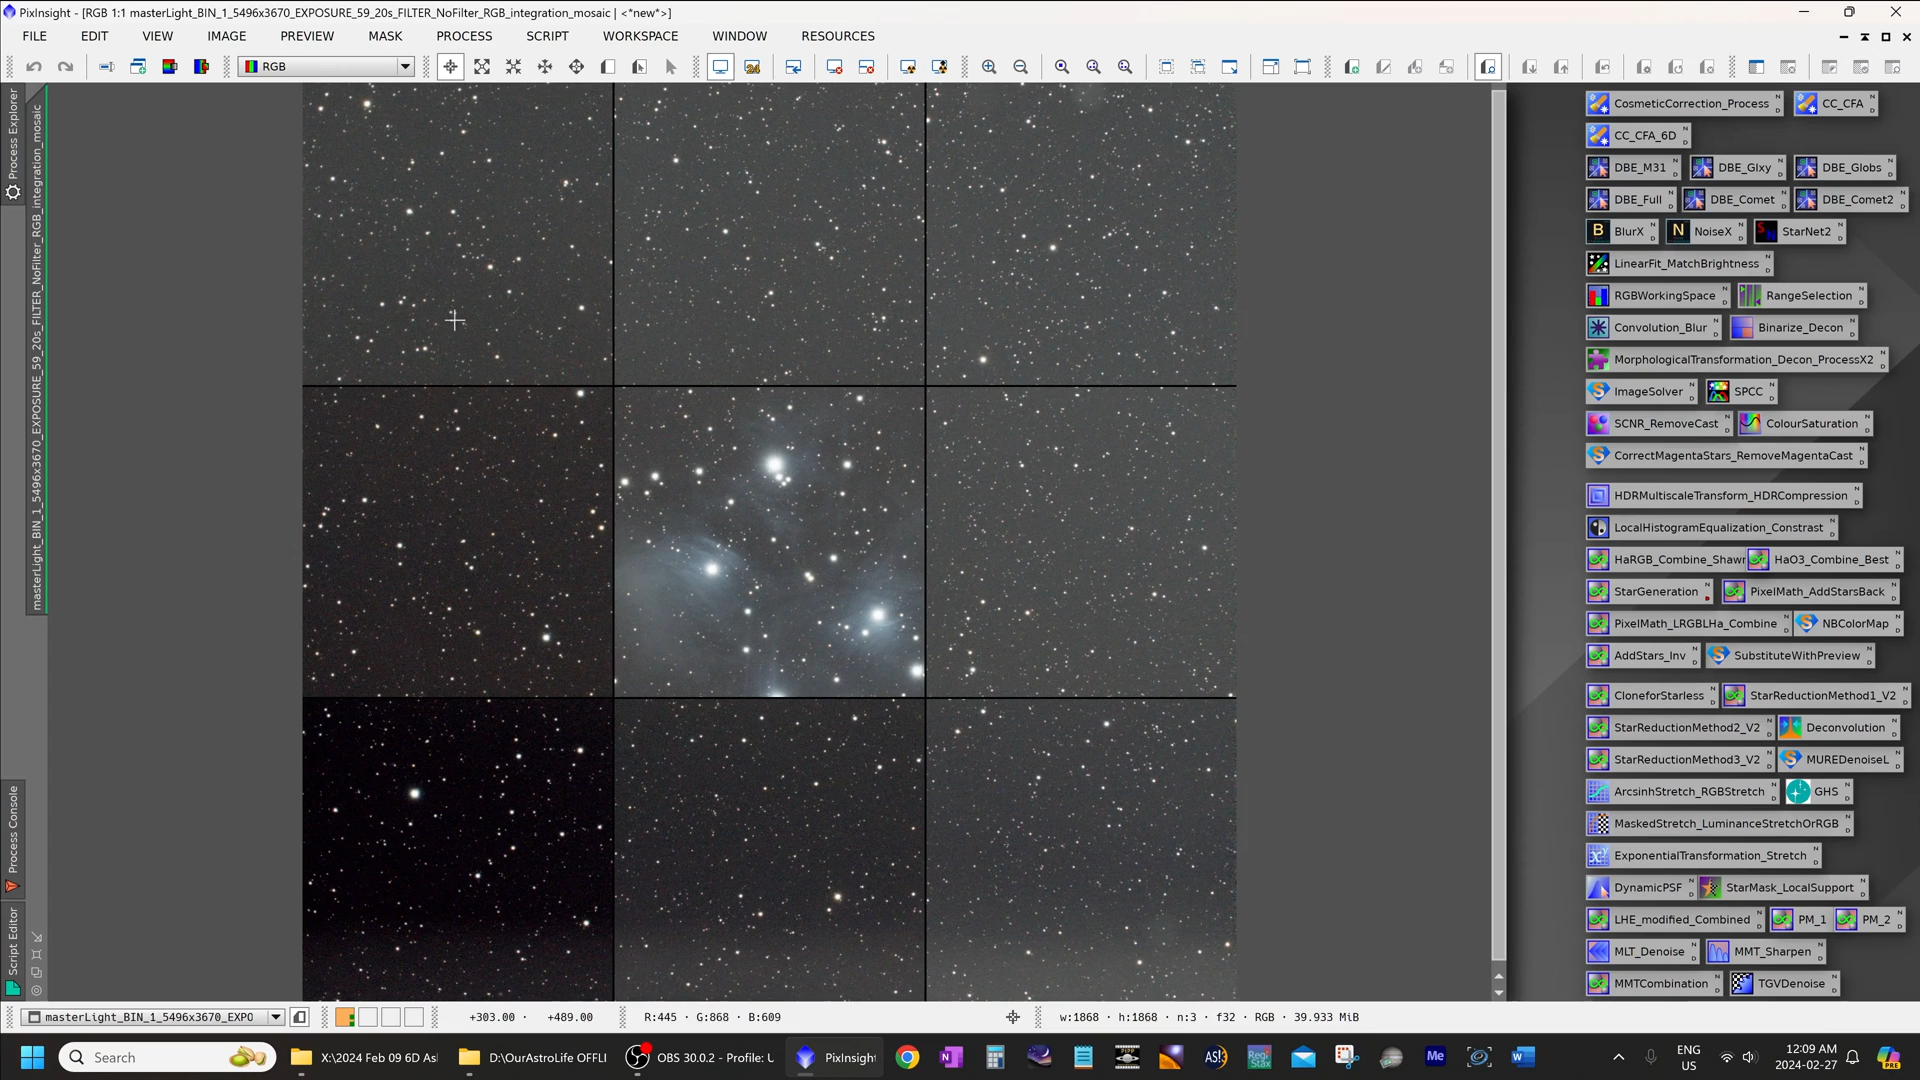 PixInsight - [RGB 1:1 masterLight_BIN_1_5496x3670_EXPOSURE_59_20s_FILTER_NoFilter_RGB_integration_mosaic | <*new*>]
FILE EDIT VIEW IMAGE PREVIEW MASK PROCESS SCRIPT WORKSPACE WINDOW RESOURCES
RGB
Process Explorer
masterLight_BIN_1_5496x3670_EXPOSURE_59_20s_FILTER_NoFilter_RGB_integration_mosaic
Process Console
Script Editor
CosmeticCorrection_Process CC_CFA
CC_CFA_6D
DBE_M31 DBE_Glxy DBE_Globs
DBE_Full DBE_Comet DBE_Comet2
BlurX NoiseX StarNet2
LinearFit_MatchBrightness
RGBWorkingSpace RangeSelection
Convolution_Blur Binarize_Decon
MorphologicalTransformation_Decon_ProcessX2
ImageSolver SPCC
SCNR_RemoveCast ColourSaturation
CorrectMagentaStars_RemoveMagentaCast
HDRMultiscaleTransform_HDRCompression
LocalHistogramEqualization_Constrast
HaRGB_Combine_Shawn HaO3_Combine_Best
StarGeneration PixelMath_AddStarsBack
PixelMath_LRGBLHa_Combine NBColorMap
AddStars_Inv SubstituteWithPreview
CloneforStarless StarReductionMethod1_V2
StarReductionMethod2_V2 Deconvolution
StarReductionMethod3_V2 MUREDenoiseL
ArcsinhStretch_RGBStretch GHS
MaskedStretch_LuminanceStretchOrRGB
ExponentialTransformation_Stretch
DynamicPSF StarMask_LocalSupport
LHE_modified_Combined PM_1 PM_2
MLT_Denoise MMT_Sharpen
MMTCombination TGVDenoise
masterLight_BIN_1_5496x3670_EXPO +303.00 · +489.00 R:445 · G:868 · B:609 w:1868 · h:1868 · n:3 · f32 · RGB · 39.933 MiB
Search X:\2024 Feb 09 6D As D:\OurAstroLife OFFLI OBS 30.0.2 - Profile: U PixInsight
ENG
US
12:09 AM
2024-02-27